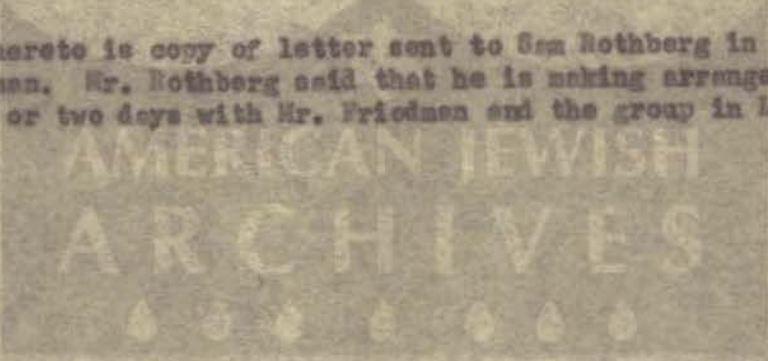 hereto is copy of letter sent to Sam Rothberg in
Mr. Rothberg said that he is making arrange
or two days with Mr. Friedman and the group in L
AMERICAN JEWISH
ARCHIVES